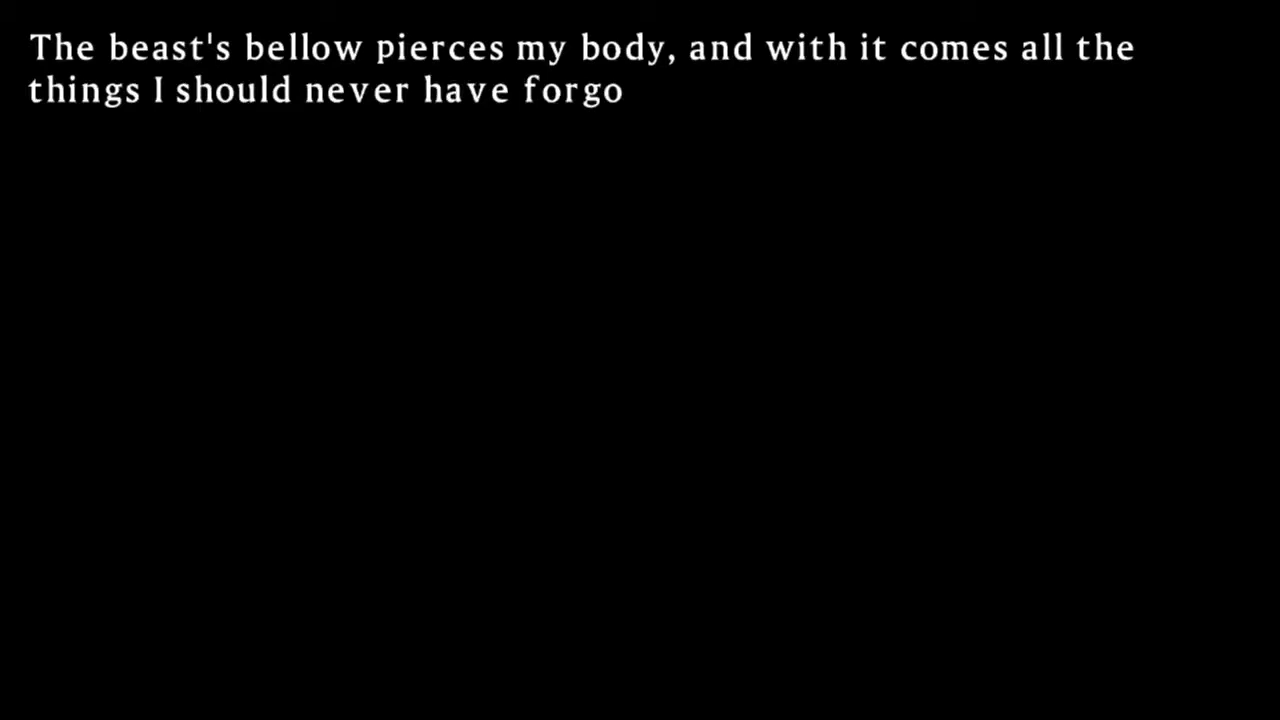 The beast's bellow pierces my body, and with it comes all the
things I should never have forgo